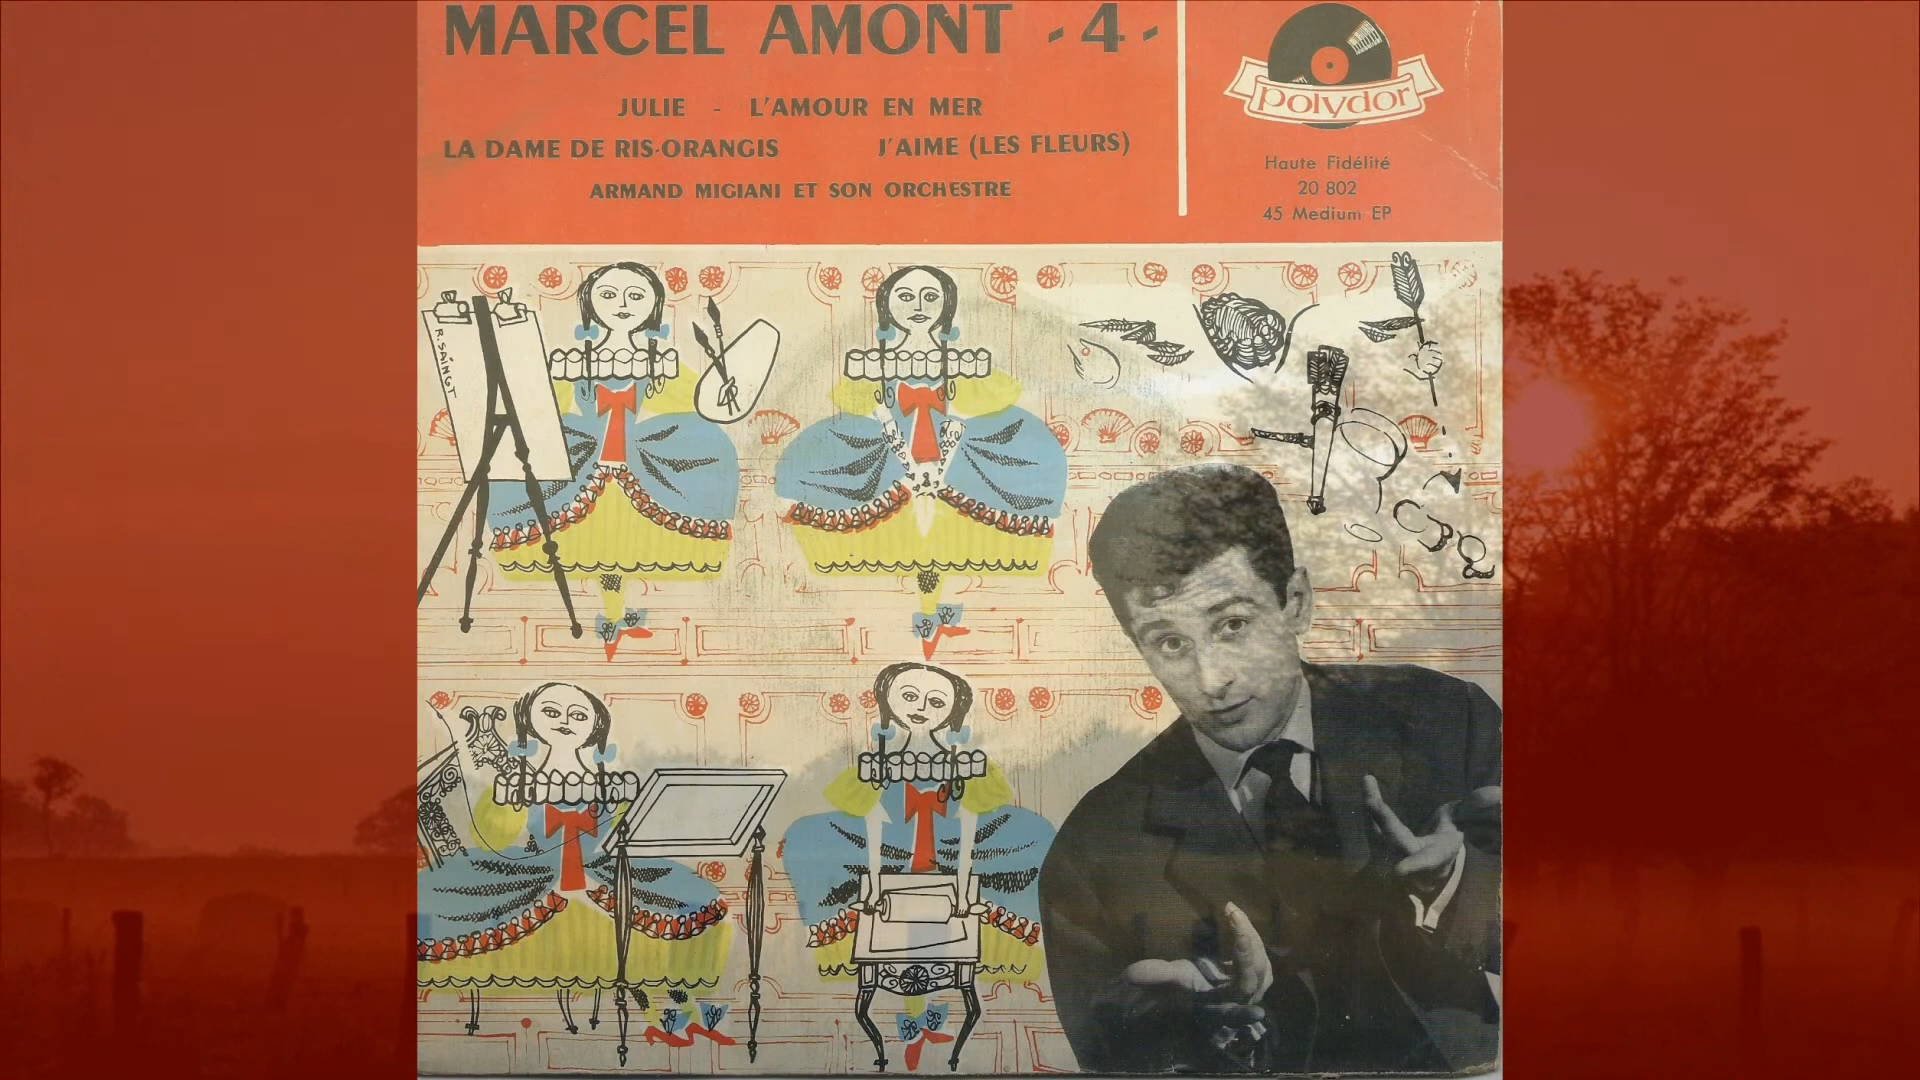 MARCEL AMONT -4-
JULIE - L'AMOUR EN MER
LA DAME DE RIS-ORANGIS J'AIME (LES FLEURS)
ARMAND MIGIANI ET SON ORCHESTRE
polydor
Haute Fidélité
20 802
45 Medium EP
R. SAINGT